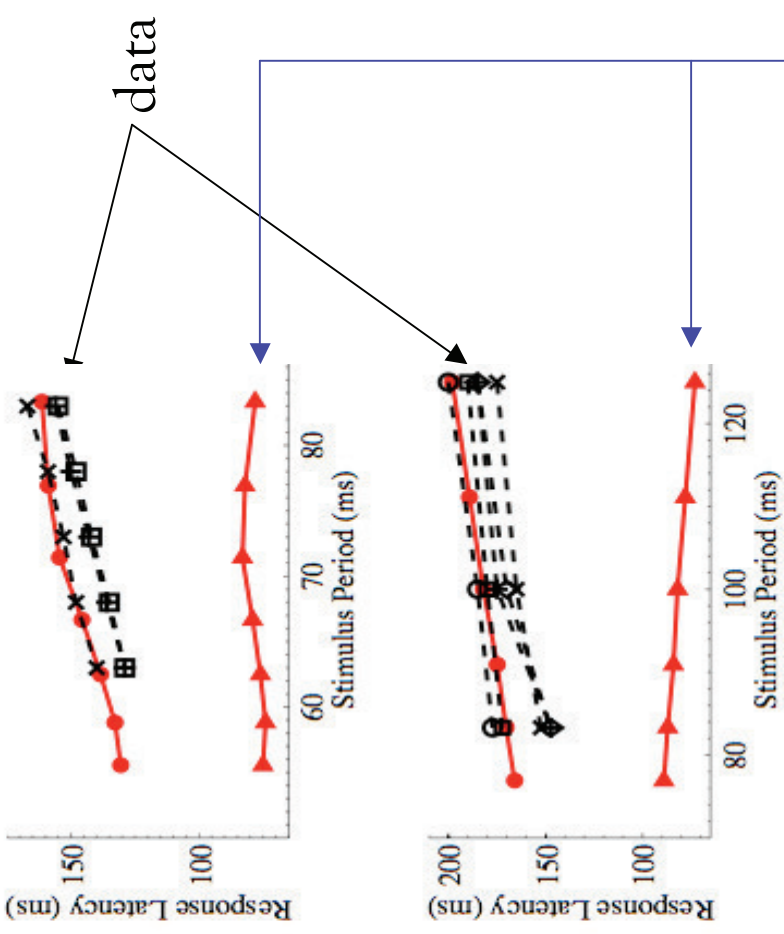 data
Response Latency (ms)
150
100
60
70
80
Stimulus Period (ms)
Response Latency (ms)
200
150
100
80
100
120
Stimulus Period (ms)